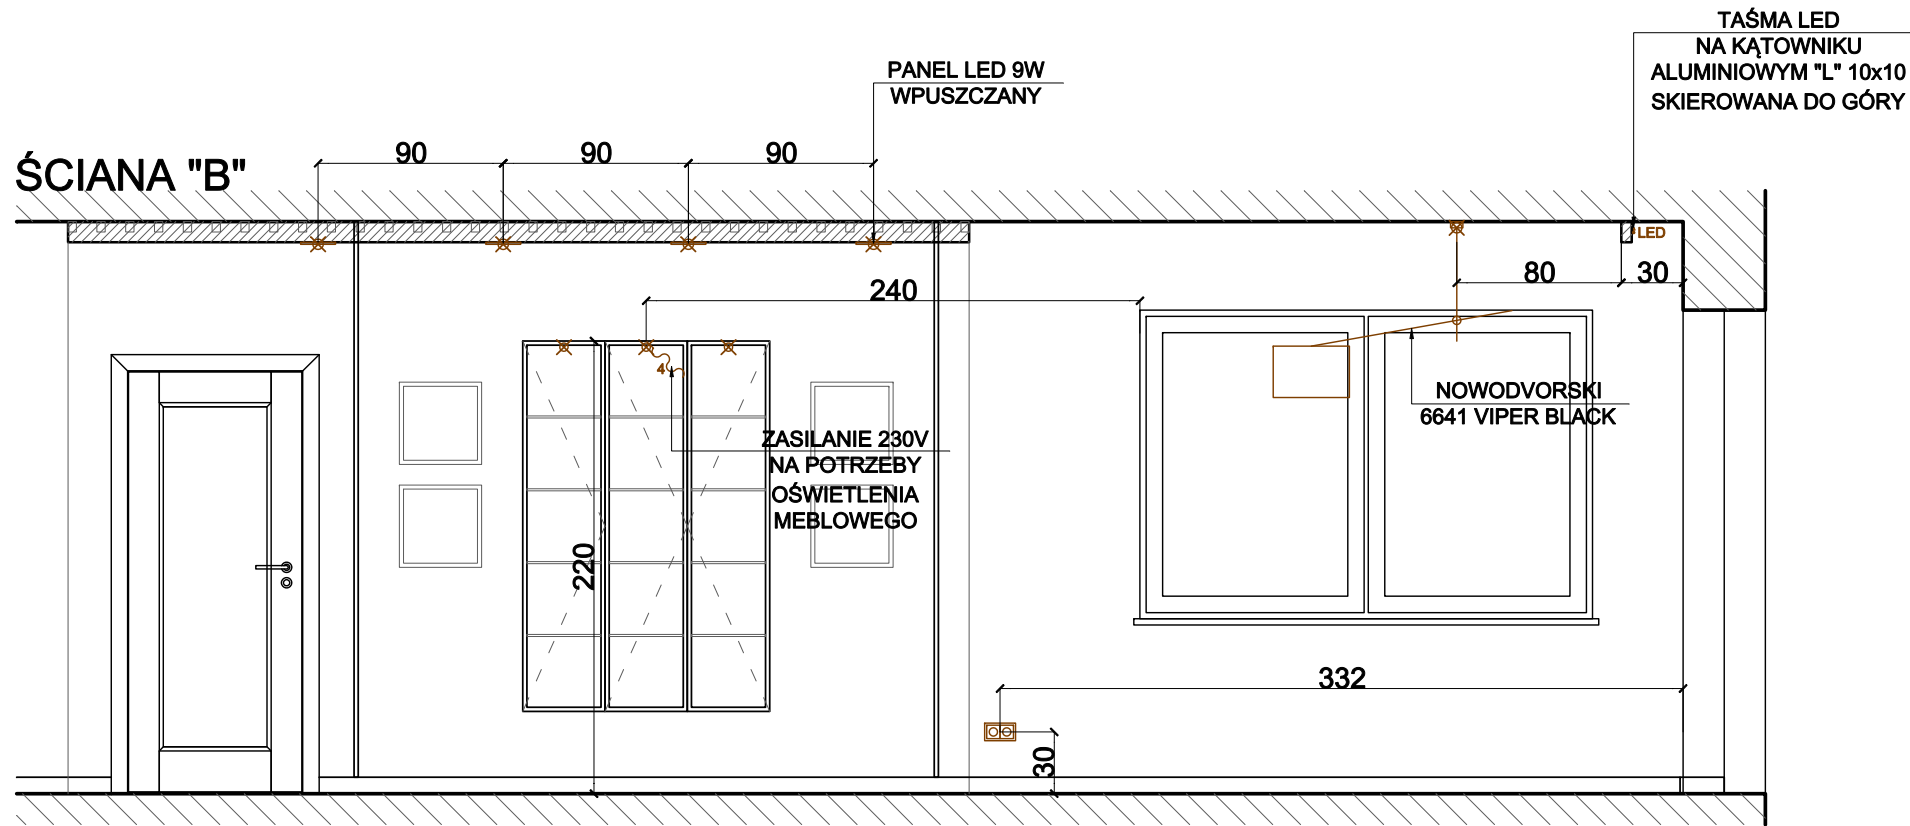 TAŚMA LED
NA KĄTOWNIKU
ALUMINIOWYM "L" 10x10
SKIEROWANA DO GÓRY
PANEL LED 9W
WPUSZCZANY
ŚCIANA "B"
90
90
90
LED
80
30
240
4
NOWODVORSKI
6641 VIPER BLACK
ZASILANIE 230V
NA POTRZEBY
OŚWIETLENIA
MEBLOWEGO
220
332
30